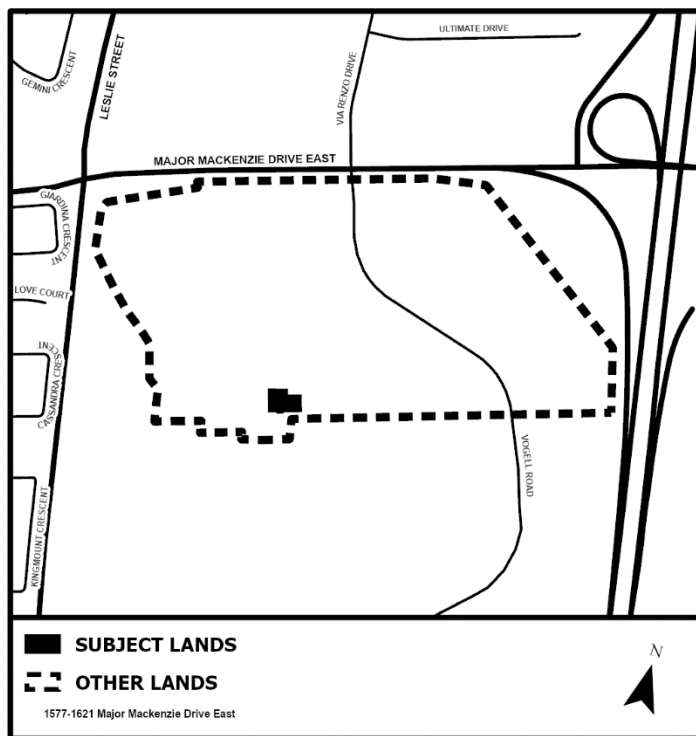 ULTIMATE DRIVE
GEMINI CRESCENT
LESLIE STREET
VIA RENZO DRIVE
MAJOR MACKENZIE DRIVE EAST
GIARDINA CRESCENT
LOVE COURT
CASSANDRA CRESCENT
VOGELL ROAD
KINGMOUNT CRESCENT
SUBJECT LANDS
N
OTHER LANDS
1577-1621 Major Mackenzie Drive East